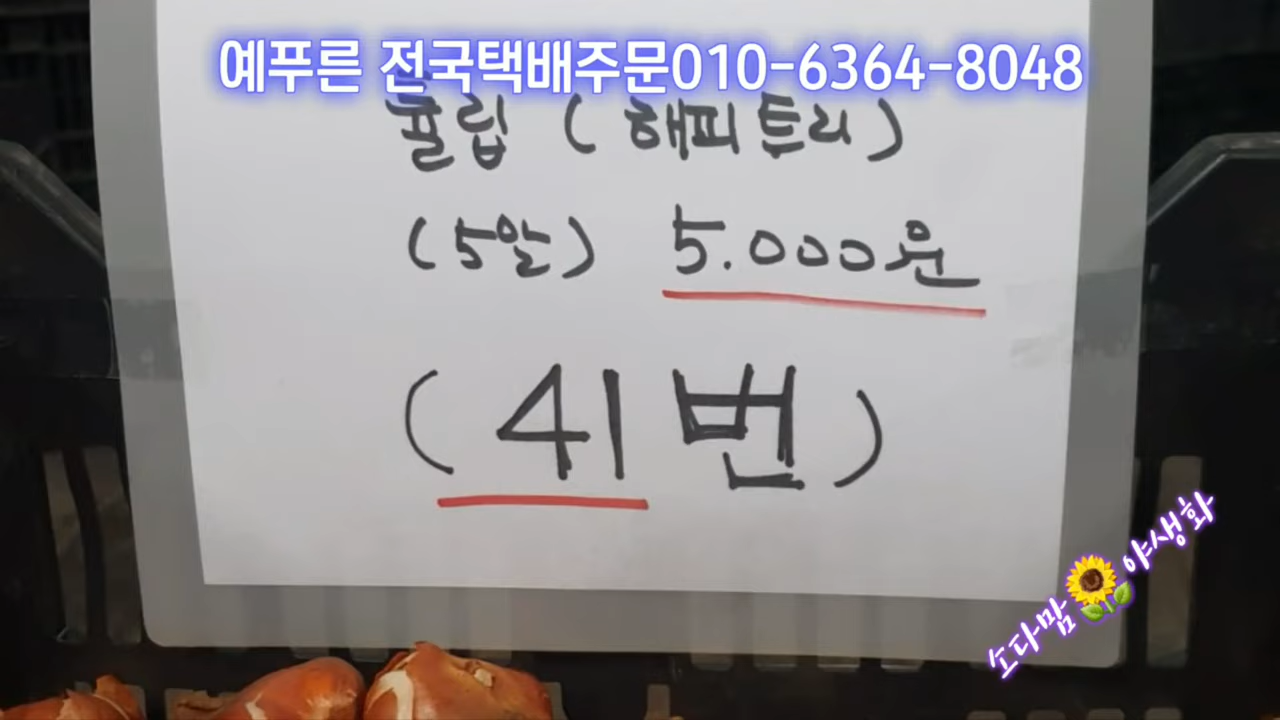 예푸른 전국택배주문010-6364-8048
튤립 (해피트리)
(5알) 5.000원
(41번)
소다맘🌻야생화